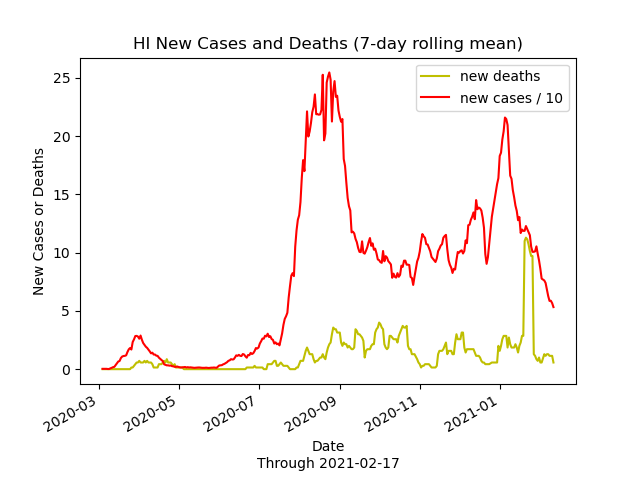 HI New Cases and Deaths (7-day rolling mean)
new deaths
new cases / 10
25
20
15
10
5
0
New Cases or Deaths
2020-03
2020-05
2020-07
2020-09
2020-11
2021-01
Date
Through 2021-02-17